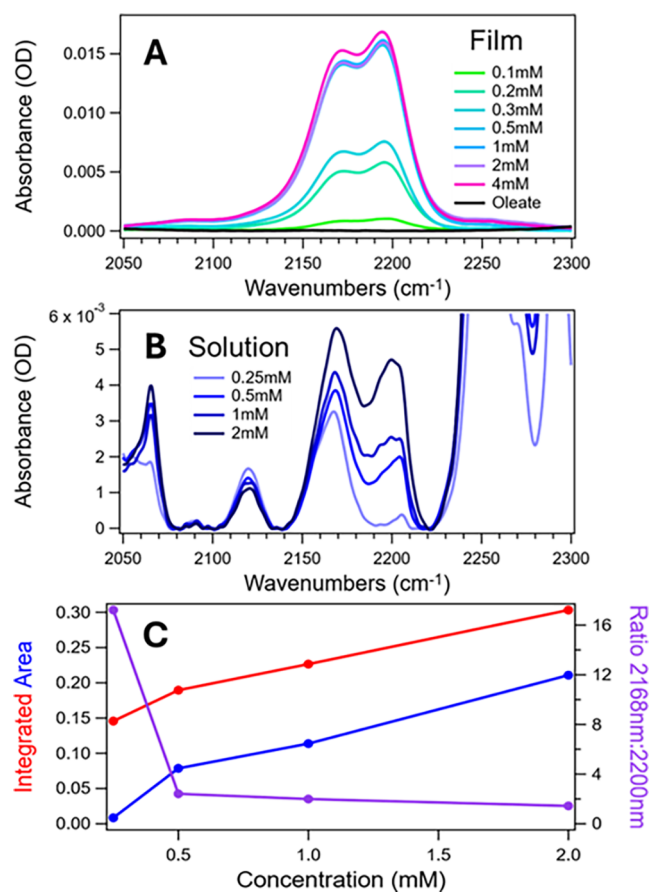 A
Film
0.1mM
0.2mM
0.3mM
0.5mM
1mM
2mM
4mM
Oleate
Absorbance (OD)
0.015
0.010
0.005
0.000
2050 2100 2150 2200 2250 2300
Wavenumbers (cm-1)
B
Solution
0.25mM
0.5mM
1mM
2mM
Absorbance (OD)
6 x 10-3
5
4
3
2
1
0
2050 2100 2150 2200 2250 2300
Wavenumbers (cm-1)
C
Integrated Area
0.30
0.25
0.20
0.15
0.10
0.05
0.00
Ratio 2168nm:2200nm
16
12
8
4
0
0.5 1.0 1.5 2.0
Concentration (mM)